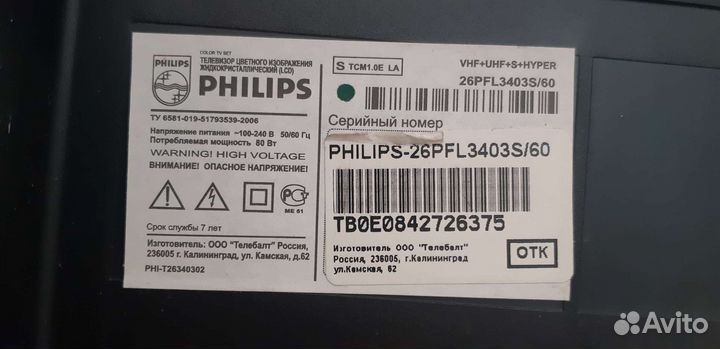 COLOR TV SET
ТЕЛЕВИЗОР ЦВЕТНОГО ИЗОБРАЖЕНИЯ
ЖИДКОКРИСТАЛЛИЧЕСКИЙ (LCD)
PHILIPS
PHILIPS
ТУ 6581-019-51793539-2006
Напряжение питания ~100-240 В 50/60 Гц
Потребляемая мощность 80 Вт
WARNING! HIGH VOLTAGE
ВНИМАНИЕ! ОПАСНОЕ НАПРЯЖЕНИЕ!
РС
МЕ 61
Срок службы 7 лет
Изготовитель: ООО "Телебалт" Россия,
236005, г. Калининград, ул. Камская, д.62
PHI-T26340302
S TCM1.0E LA
VHF+UHF+S+HYPER
26PFL3403S/60
Серийный номер
PHILIPS-26PFL3403S/60
TB0E0842726375
Изготовитель ООО "Телебалт"
Россия, 236005, г.Калининград
ул.Камская, 62
ОТК
Avito